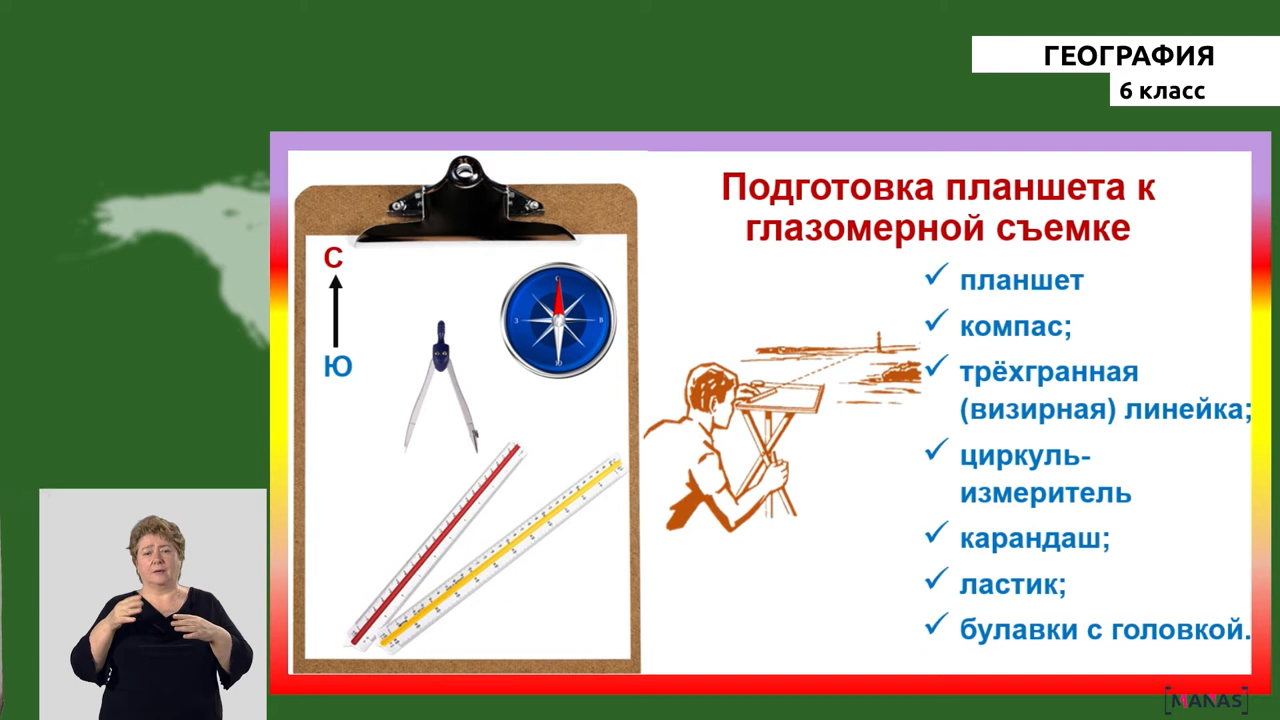 ГЕОГРАФИЯ
6 класс
Подготовка планшета к
глазомерной съемке
С
Ю
✓ планшет
✓ компас;
✓ трёхгранная
(визирная) линейка;
✓ циркуль-
измеритель
✓ карандаш;
✓ ластик;
✓ булавки с головкой.
[MANAS]